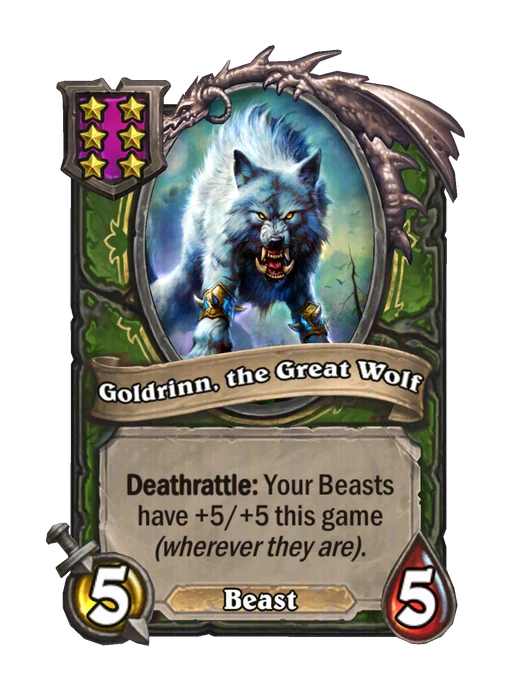 Goldrinn, the Great Wolf
Deathrattle: Your Beasts
have +5/+5 this game
(wherever they are).
5
Beast
5